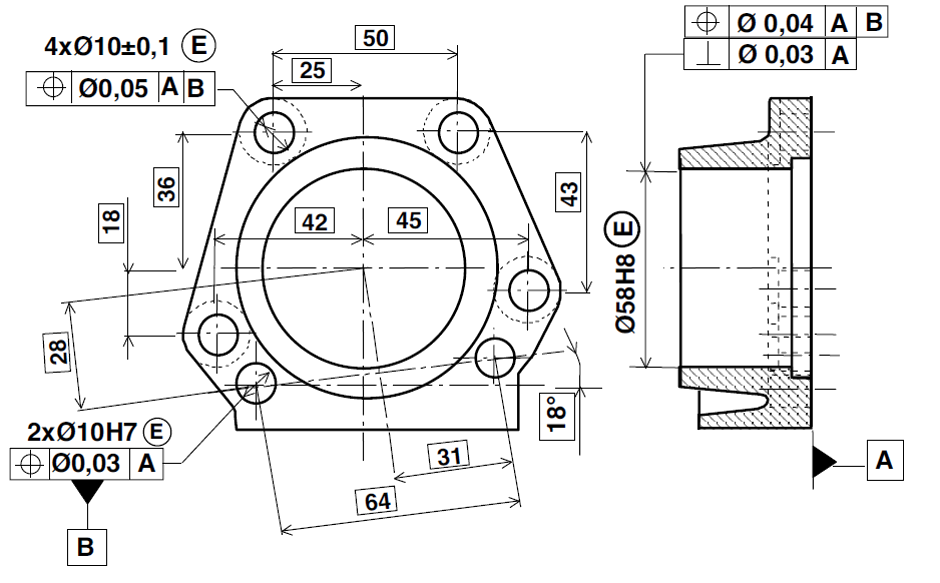 4xØ10±0,1 Ⓔ
⌖ Ø0,05 A B
50
25
⌖ Ø 0,04 A B
⊥ Ø 0,03 A
36
18
42
45
43
Ø58H8 Ⓔ
28
18°
2xØ10H7 Ⓔ
⌖ Ø0,03 A
31
64
A
B